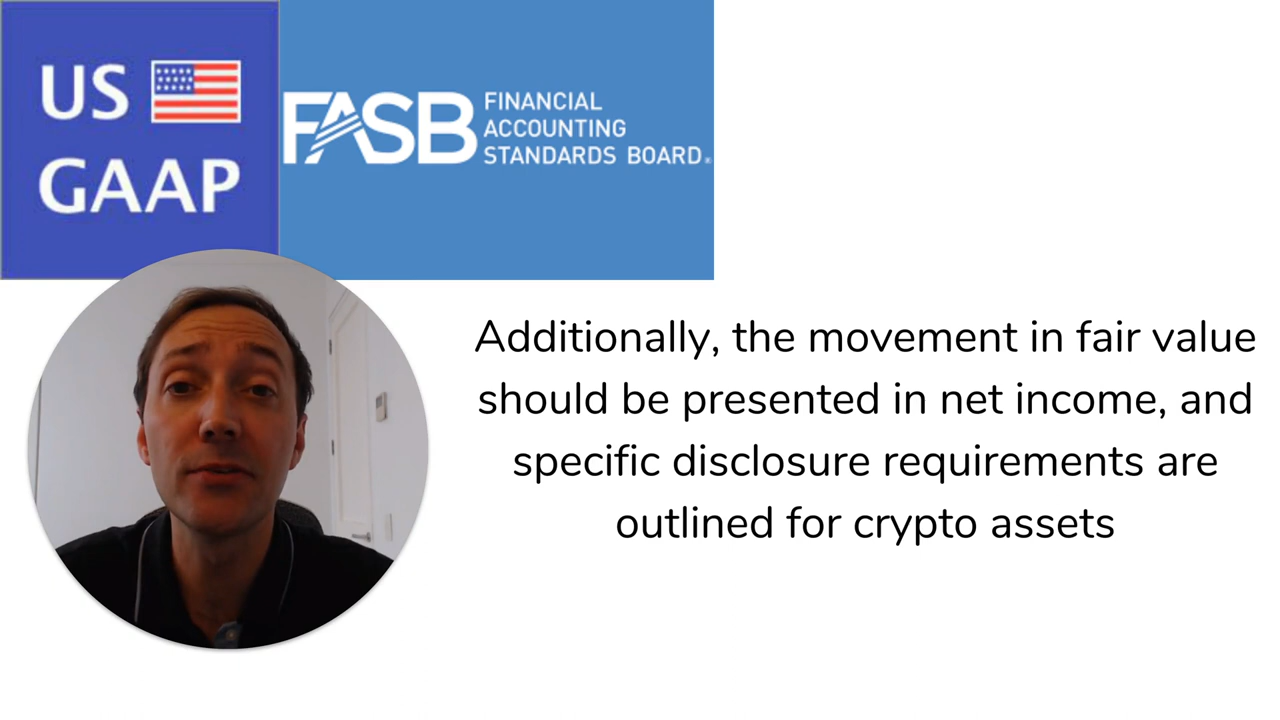 US
GAAP
FASB
FINANCIAL
ACCOUNTING
STANDARDS BOARD®
Additionally, the movement in fair value
should be presented in net income, and
specific disclosure requirements are
outlined for crypto assets